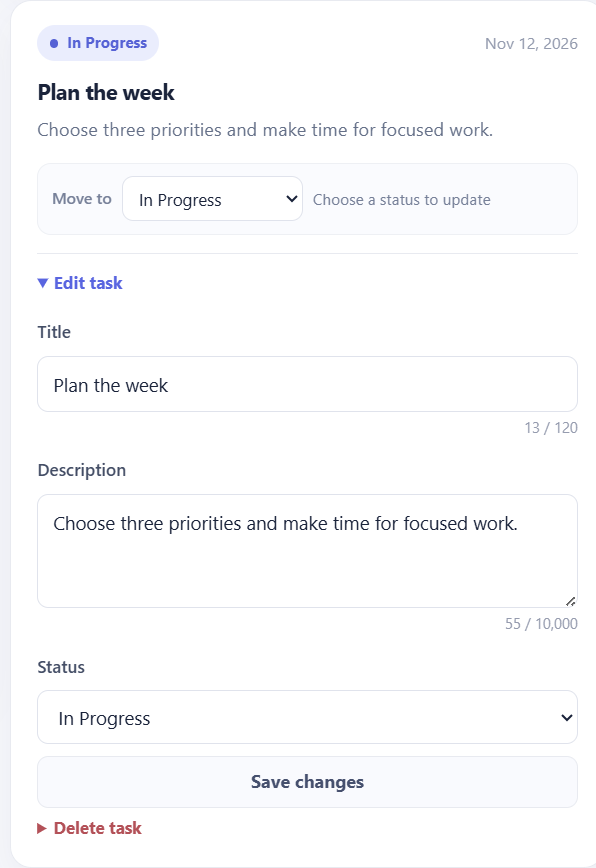 In Progress
Nov 12, 2026
Plan the week
Choose three priorities and make time for focused work.
Move to In Progress Choose a status to update
Edit task
Title
Plan the week
13 / 120
Description
Choose three priorities and make time for focused work.
55 / 10,000
Status
In Progress
Save changes
Delete task